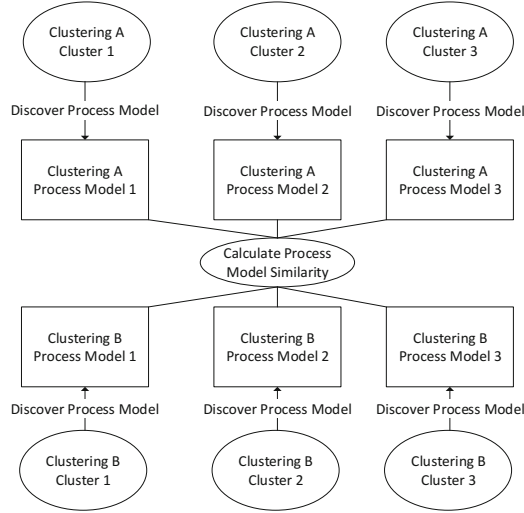 Clustering A
Cluster 1
Clustering A
Cluster 2
Clustering A
Cluster 3
Discover Process Model
Discover Process Model
Discover Process Model
Clustering A
Process Model 1
Clustering A
Process Model 2
Clustering A
Process Model 3
Calculate Process
Model Similarity
Clustering B
Process Model 1
Clustering B
Process Model 2
Clustering B
Process Model 3
Discover Process Model
Discover Process Model
Discover Process Model
Clustering B
Cluster 1
Clustering B
Cluster 2
Clustering B
Cluster 3